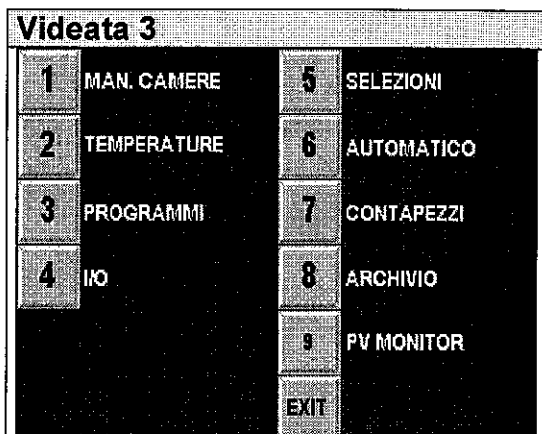 Videata 3
1 MAN. CAMERE
2 TEMPERATURE
3 PROGRAMMI
4 I/O
5 SELEZIONI
6 AUTOMATICO
7 CONTAPEZZI
8 ARCHIVIO
9 PV MONITOR
EXIT